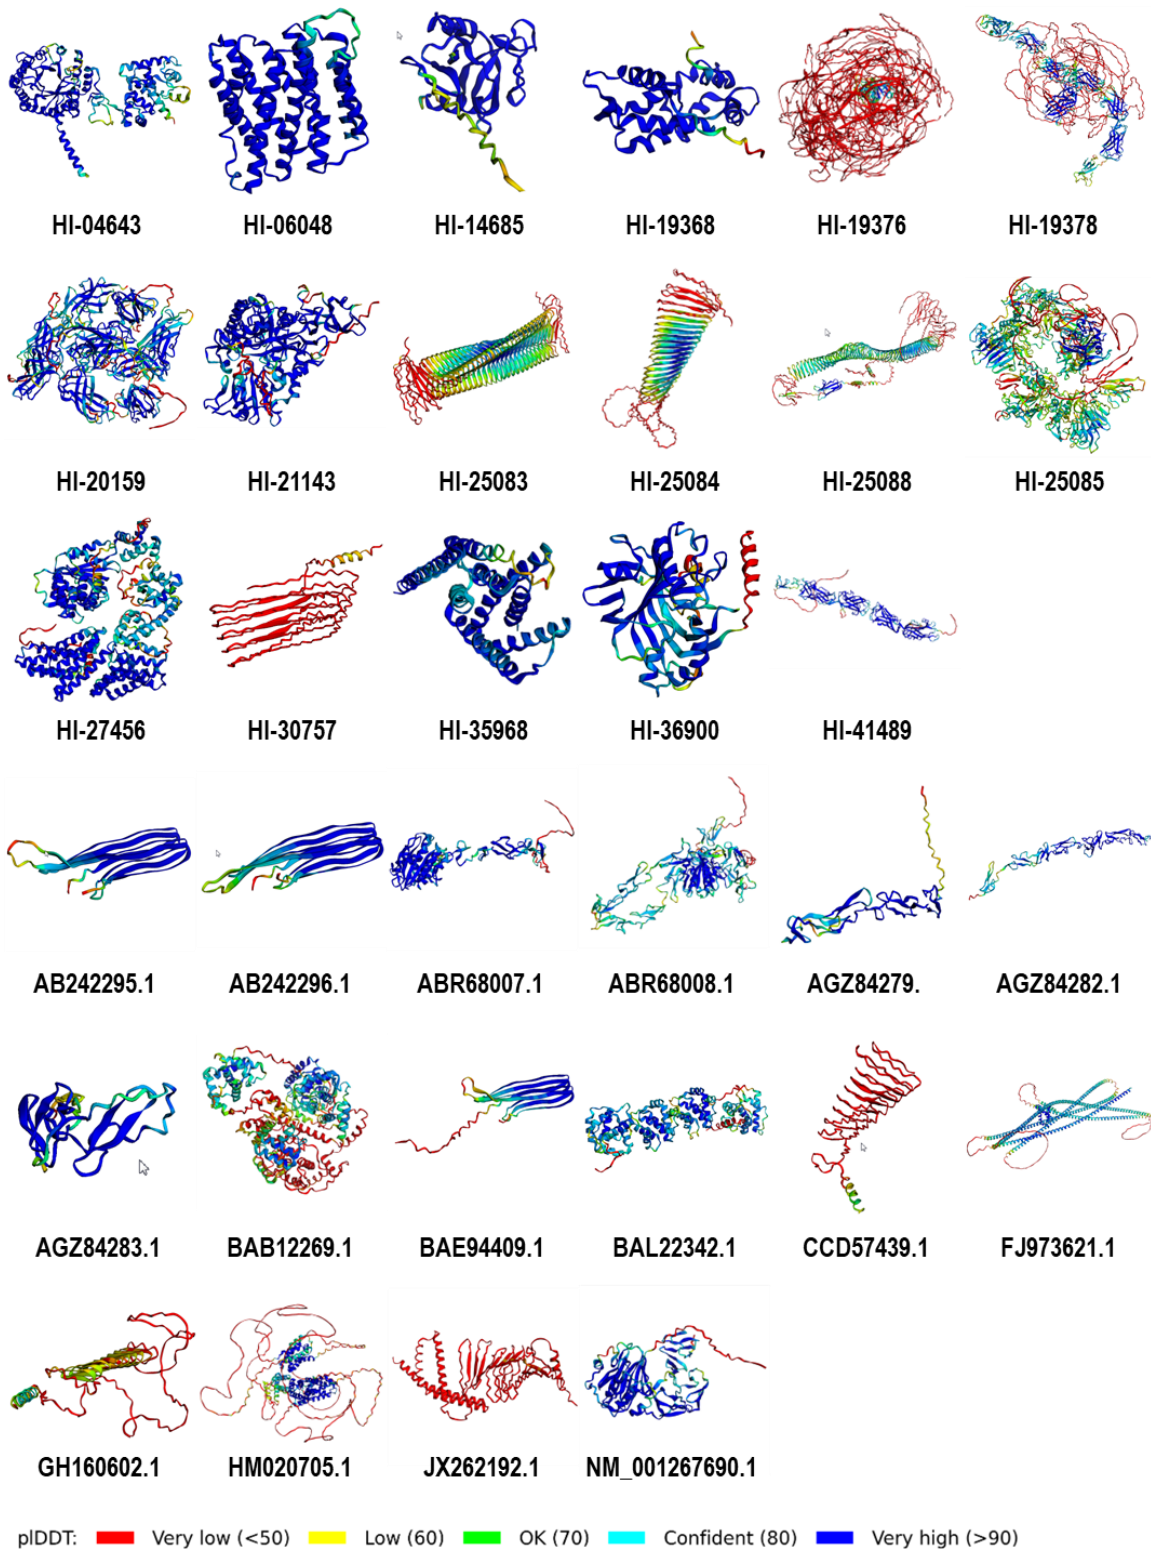 HI-04643 HI-06048 HI-14685 HI-19368 HI-19376 HI-19378
HI-20159 HI-21143 HI-25083 HI-25084 HI-25088 HI-25085
HI-27456 HI-30757 HI-35968 HI-36900 HI-41489
AB242295.1 AB242296.1 ABR68007.1 ABR68008.1 AGZ84279. AGZ84282.1
AGZ84283.1 BAB12269.1 BAE94409.1 BAL22342.1 CCD57439.1 FJ973621.1
GH160602.1 HM020705.1 JX262192.1 NM_001267690.1
plDDT: Very low (<50) Low (60) OK (70) Confident (80) Very high (>90)